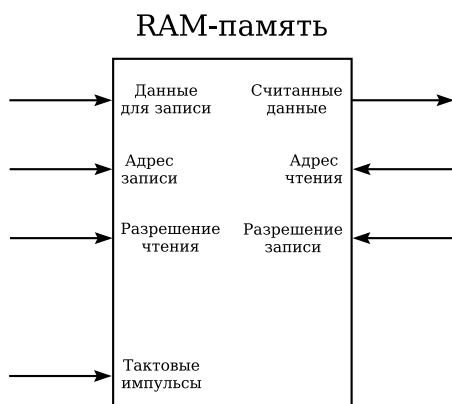 RAM-память
Данные
для записи
Считанные
данные
Адрес
записи
Адрес
чтения
Разрешение
чтения
Разрешение
записи
Тактовые
импульсы